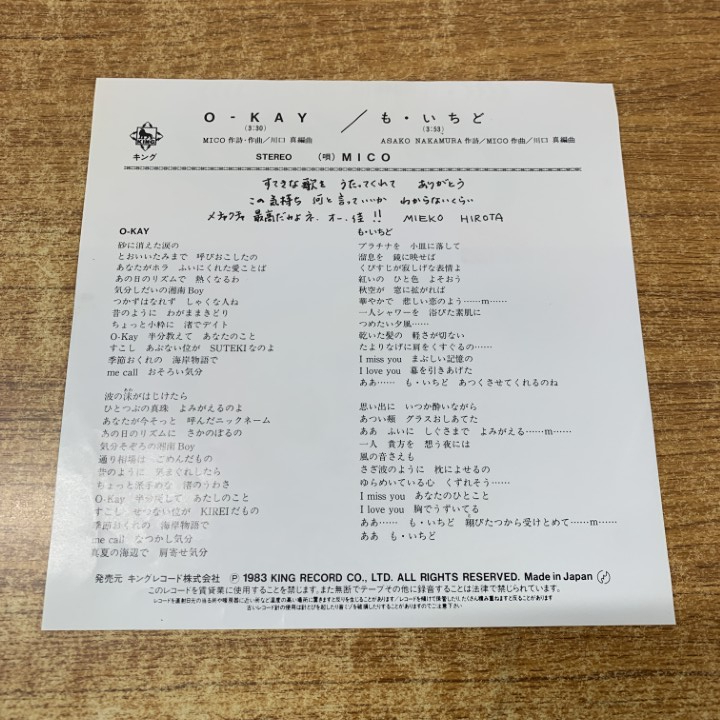 O-KAY / も・いちど
(3:30) (3:53)
MICO 作詩・作曲/川口 真編曲 ASAKO NAKAMURA 作詩/MICO 作曲/川口 真編曲
KING
キング STEREO (唄) MICO
すてきな歌を うたってくれて ありがとう
この気持ち 何と言っていいか わからないくらい
メチャクチャ 最高だみよネ. オー、佳!! MIEKO HIROTA
O-KAY
砂に消えた涙の
とおいいたみまで 呼びおこしたの
あなたがホラ ふいにくれた愛ことば
あの日のリズムで 熱くなるわ
気分しだいの湘南Boy
つかずはなれず しゃくな人ね
昔のように わがままきどり
ちょっと小粋に 渚でデイト
O-Kay 半分教えて あなたのこと
すこし あぶない位が SUTEKIなのよ
季節おくれの 海岸物語で
me call おそろい気分
波の沫がはじけたら
ひとつぶの真珠 よみがえるのよ
あなたが今そっと 呼んだニックネーム
あの日のリズムに さかのぼるの
気分そぞろの湘南Boy
通り相場は ごめんだもの
昔のように 気まぐれしたら
ちょっと派手めな 渚のうわさ
O-Kay 半分愛して あたしのこと
すこし せつない位が KIREIだもの
季節おくれの 海岸物語で
me call なつかし気分
真夏の海辺で 肩寄せ気分
も・いちど
プラチナを 小皿に落して
溜息を 鏡に映せば
くびすじが寂しげな表情よ
紅いの ひと色 よそおう
秋空が 窓に拡がれば
華やかで 悲しい恋のよう……m……
一人シャワーを 浴びた素肌に
つめたい夕風……
乾いた髪の 軽さが切ない
たよりなげに肩をくすぐるの……
I miss you まぶしい記憶の
I love you 幕を引きあげた
ああ…… も・いちど あつくさせてくれるのね
思い出に いつか酔いながら
あつい頬 グラスおしあてた
ああ ふいに しぐさまで よみがえる……m……
一人 貴方を 想う夜には
風の音さえも
さざ波のように 枕によせるの
ゆらめいている心 くずれそう……
I miss you あなたのひとこと
I love you 胸でうずいてる
ああ…… も・いちど 翔びたつから受けとめて……m……
ああ も・いちど
発売元 キングレコード株式会社 Ⓟ 1983 KING RECORD CO., LTD. ALL RIGHTS RESERVED. Made in Japan
このレコードを賃貸業に使用することを禁じます。また無断でテープその他に録音することは法律で禁じられています。